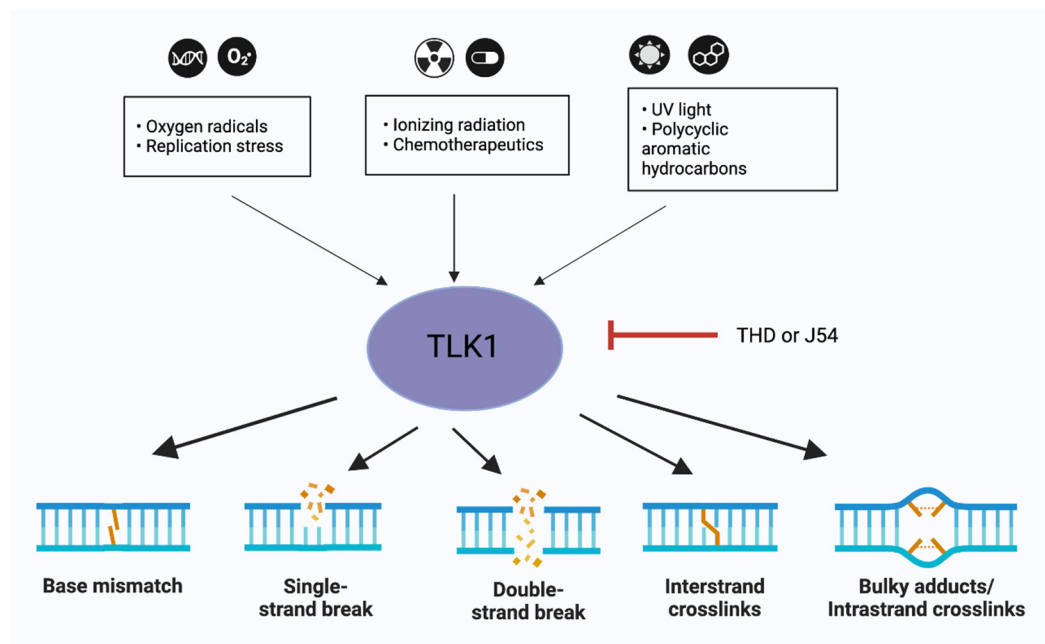 O₂•
• Oxygen radicals
• Replication stress
• Ionizing radiation
• Chemotherapeutics
• UV light
• Polycyclic
aromatic
hydrocarbons
TLK1
THD or J54
Base mismatch
Single-
strand break
Double-
strand break
Interstrand
crosslinks
Bulky adducts/
Intrastrand crosslinks